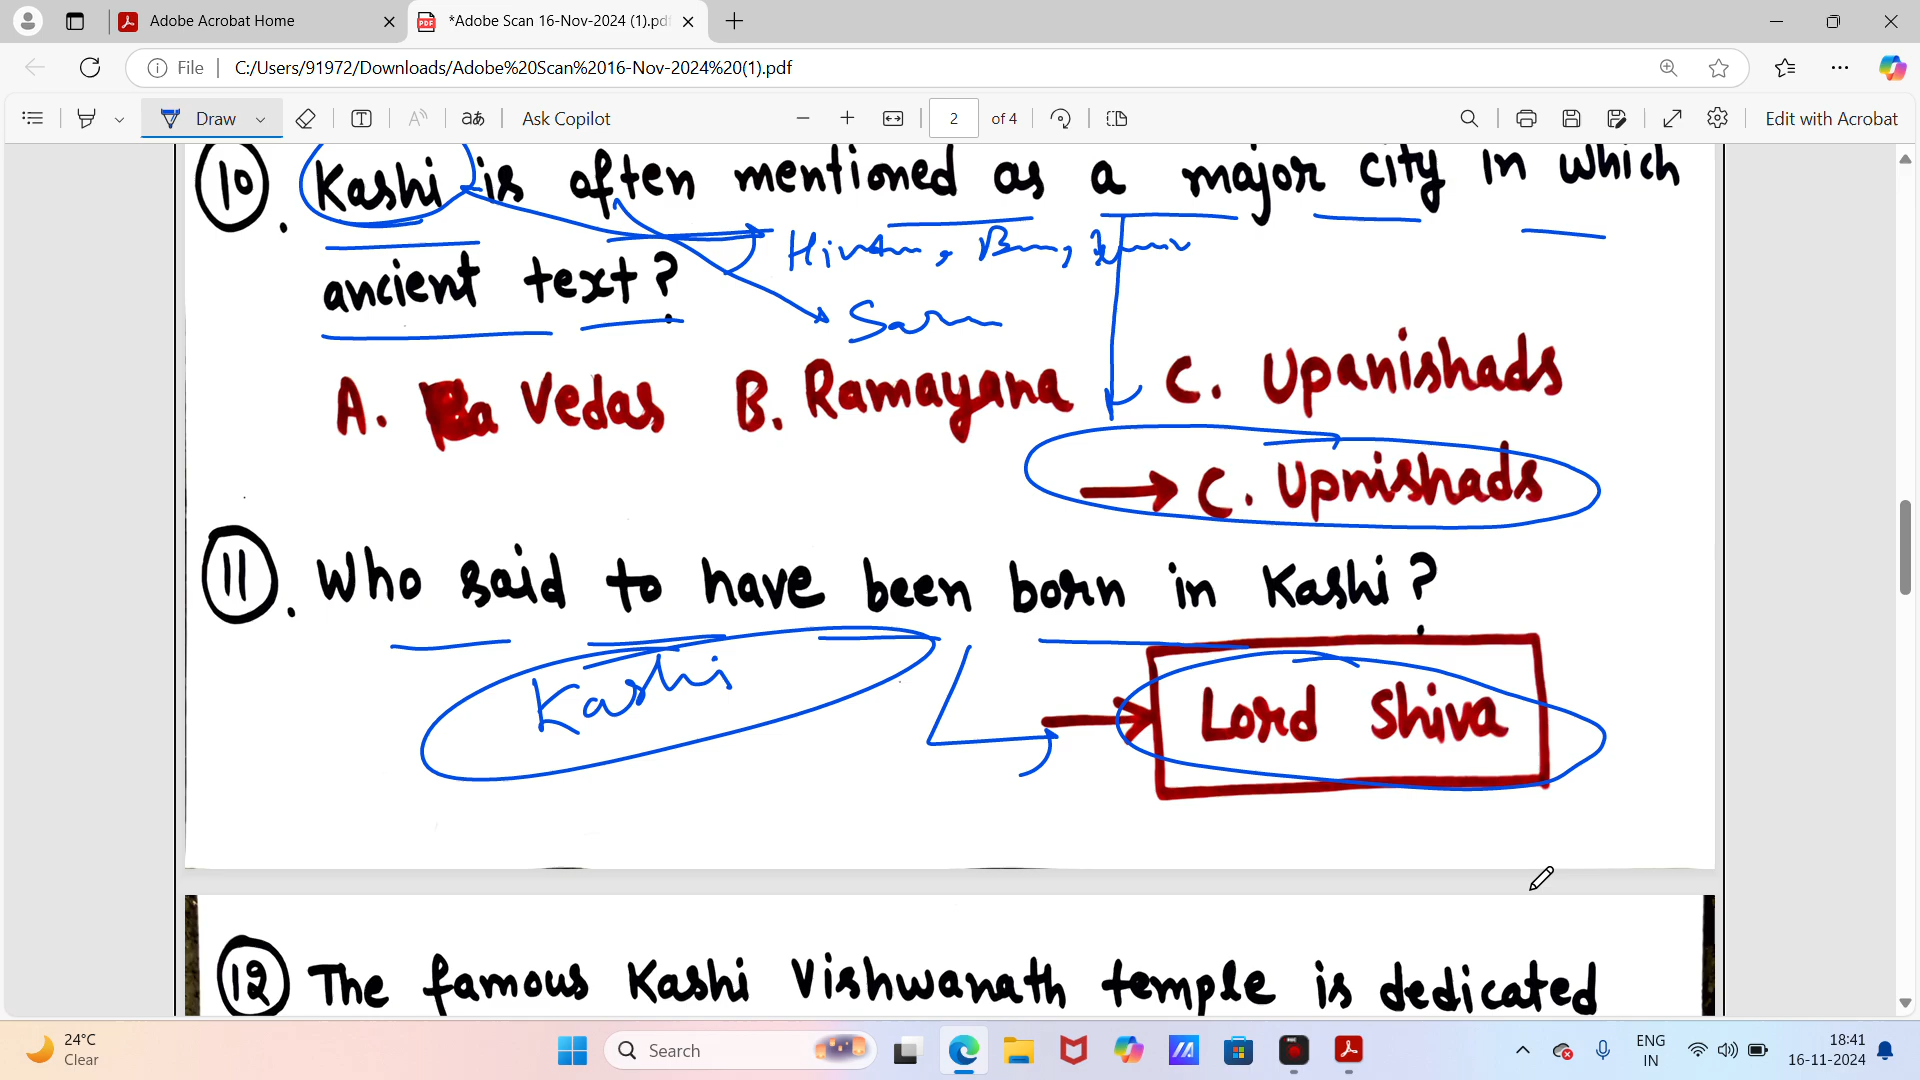 Adobe Acrobat Home
*Adobe Scan 16-Nov-2024 (1).pdf
File
C:/Users/91972/Downloads/Adobe%20Scan%2016-Nov-2024%20(1).pdf
Draw
aあ
Ask Copilot
2 of 4
Edit with Acrobat
10. Kashi is often mentioned as a major city in which
ancient text?
A. Vedas B. Ramayana C. Upanishads
→ C. Upnishads
11. Who said to have been born in Kashi?
Kashi
Lord Shiva
12 The famous Kashi Vishwanath temple is dedicated
24°C
Clear
Search
ENG
IN
18:41
16-11-2024